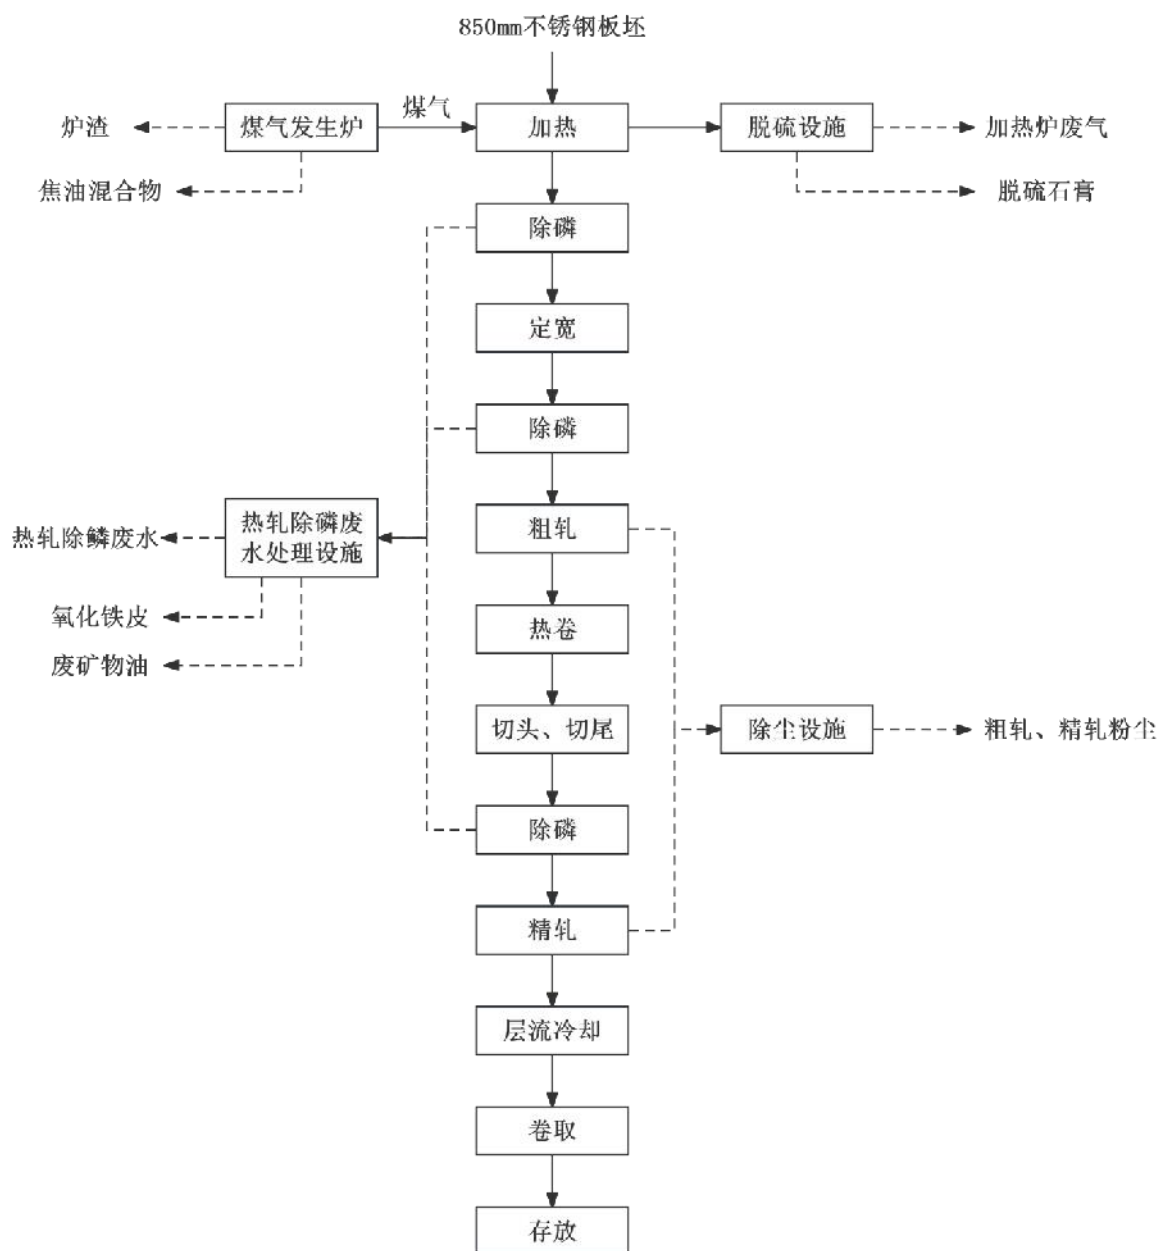 850mm不锈钢板坯
煤气
炉渣
煤气发生炉
加热
脱硫设施
加热炉废气
焦油混合物
脱硫石膏
除磷
定宽
除磷
热轧除鳞废水
热轧除磷废
水处理设施
粗轧
氧化铁皮
热卷
废矿物油
切头、切尾
除尘设施
粗轧、精轧粉尘
除磷
精轧
层流冷却
卷取
存放